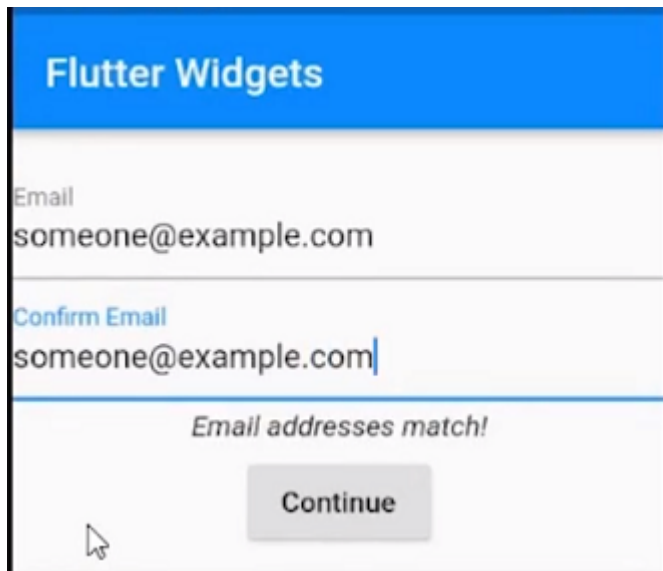 Flutter Widgets
Email
someone@example.com
Confirm Email
someone@example.com
Email addresses match!
Continue